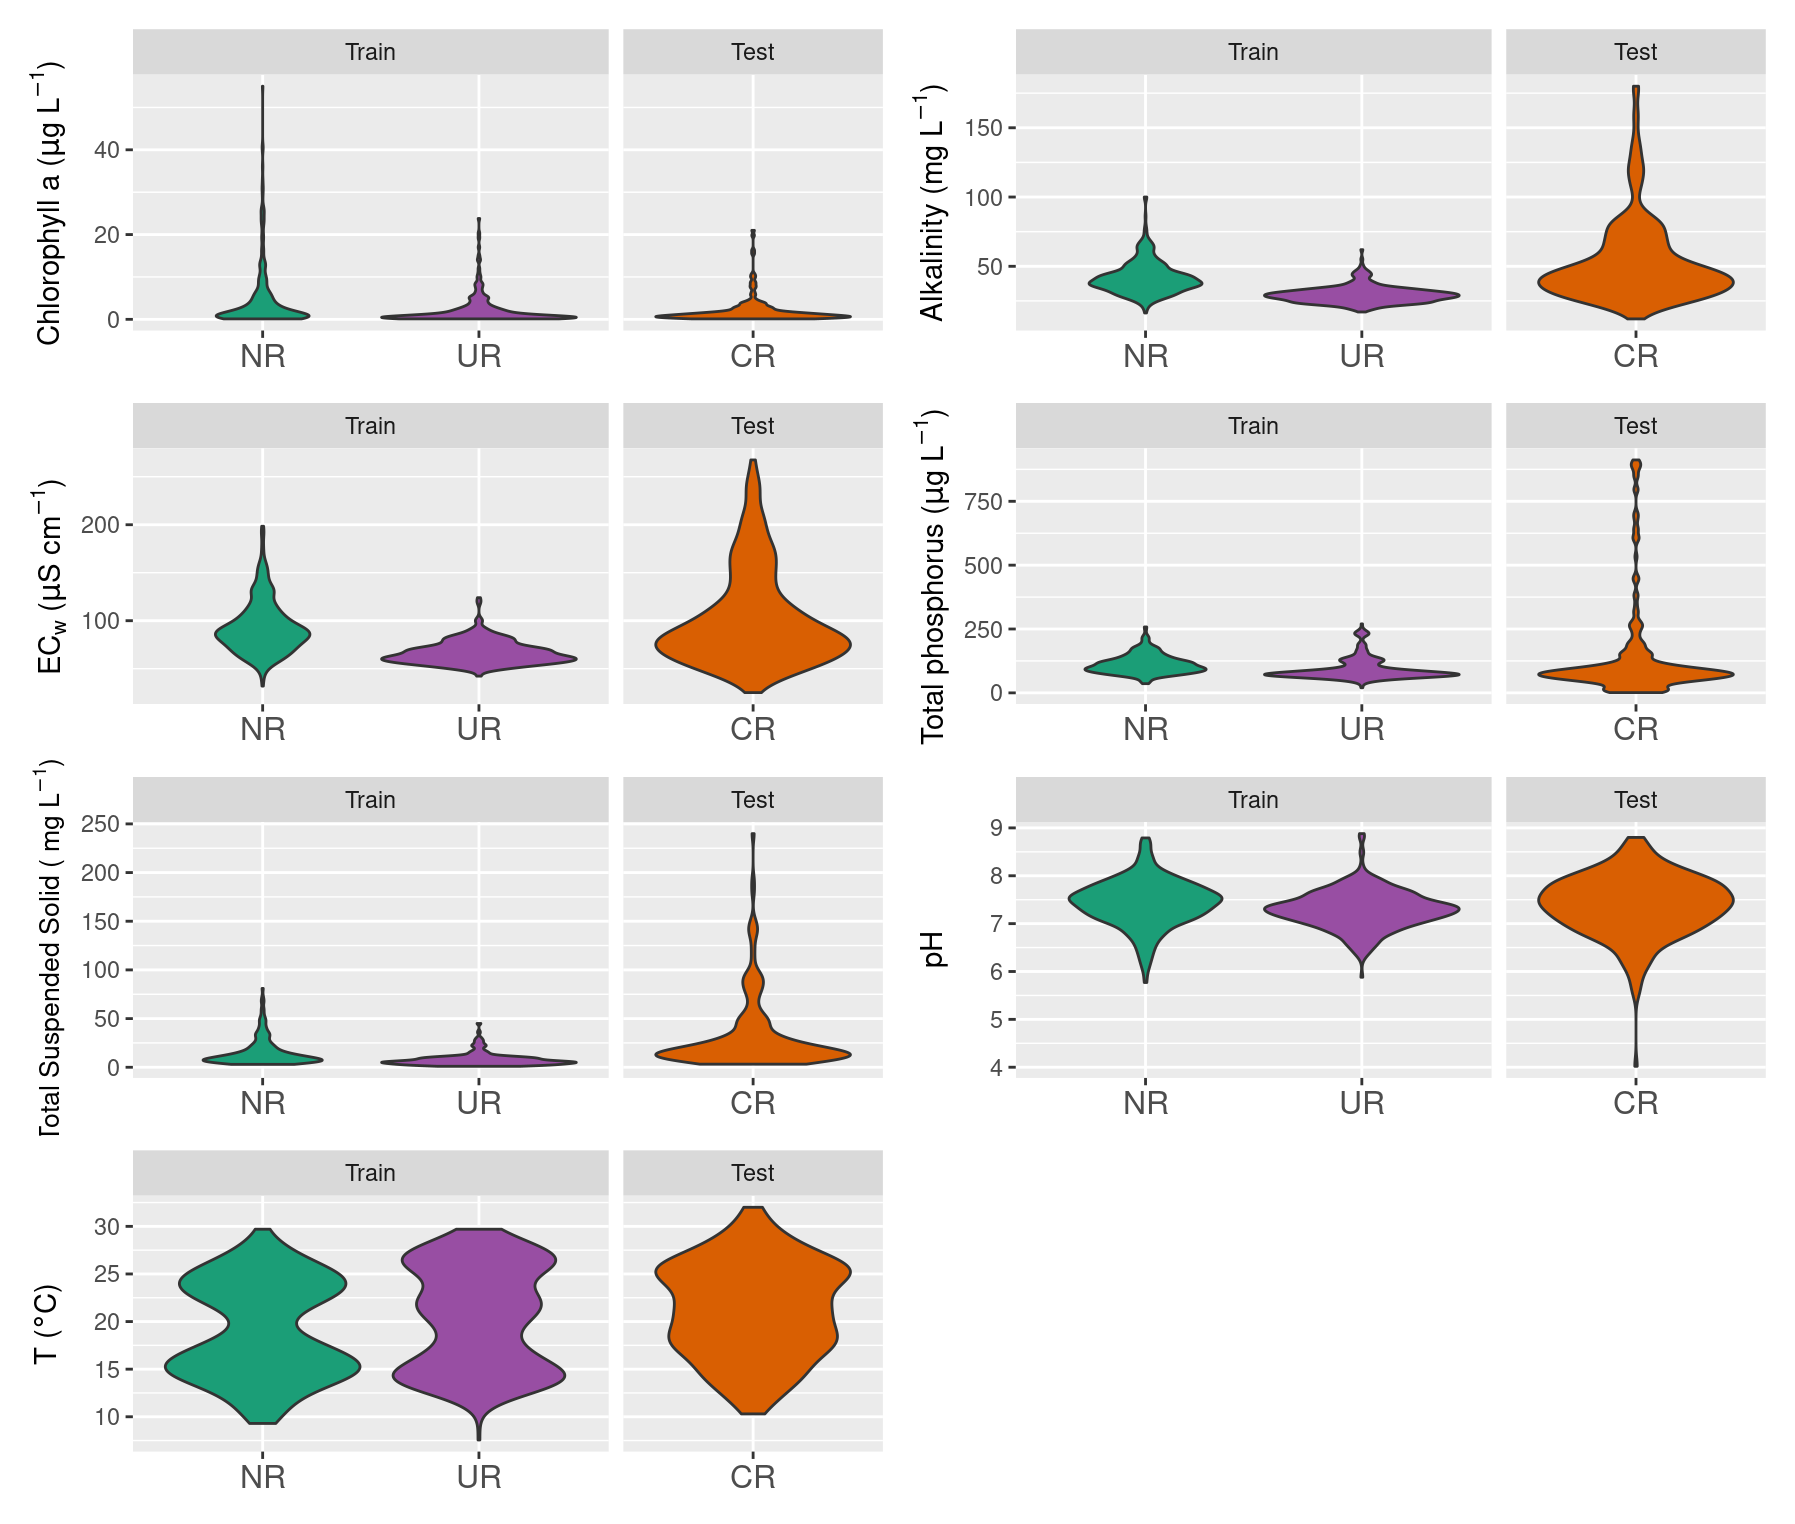 Train Test
Chlorophyll a (µg L−1)
40
20
0
NR UR CR
Train Test
Alkalinity (mg L−1)
150
100
50
NR UR CR
Train Test
ECw (µS cm−1)
200
100
NR UR CR
Train Test
Total phosphorus (µg L−1)
750
500
250
0
NR UR CR
Train Test
Total Suspended Solid ( mg L−1)
250
200
150
100
50
0
NR UR CR
Train Test
pH
9
8
7
6
5
4
NR UR CR
Train Test
T (°C)
30
25
20
15
10
NR UR CR